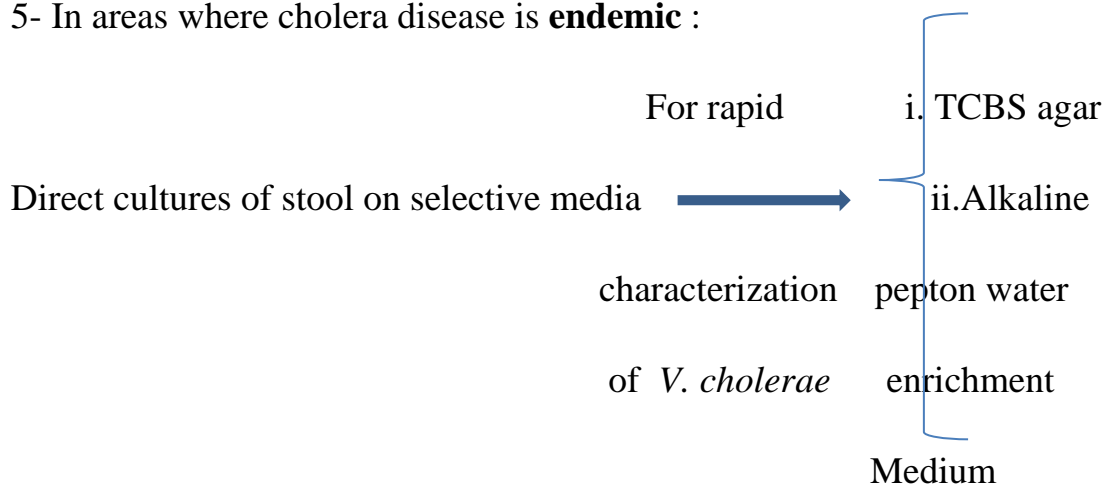 5- In areas where cholera disease is endemic :
For rapid i. TCBS agar
Direct cultures of stool on selective media ii.Alkaline
characterization pepton water
of V. cholerae enrichment
Medium